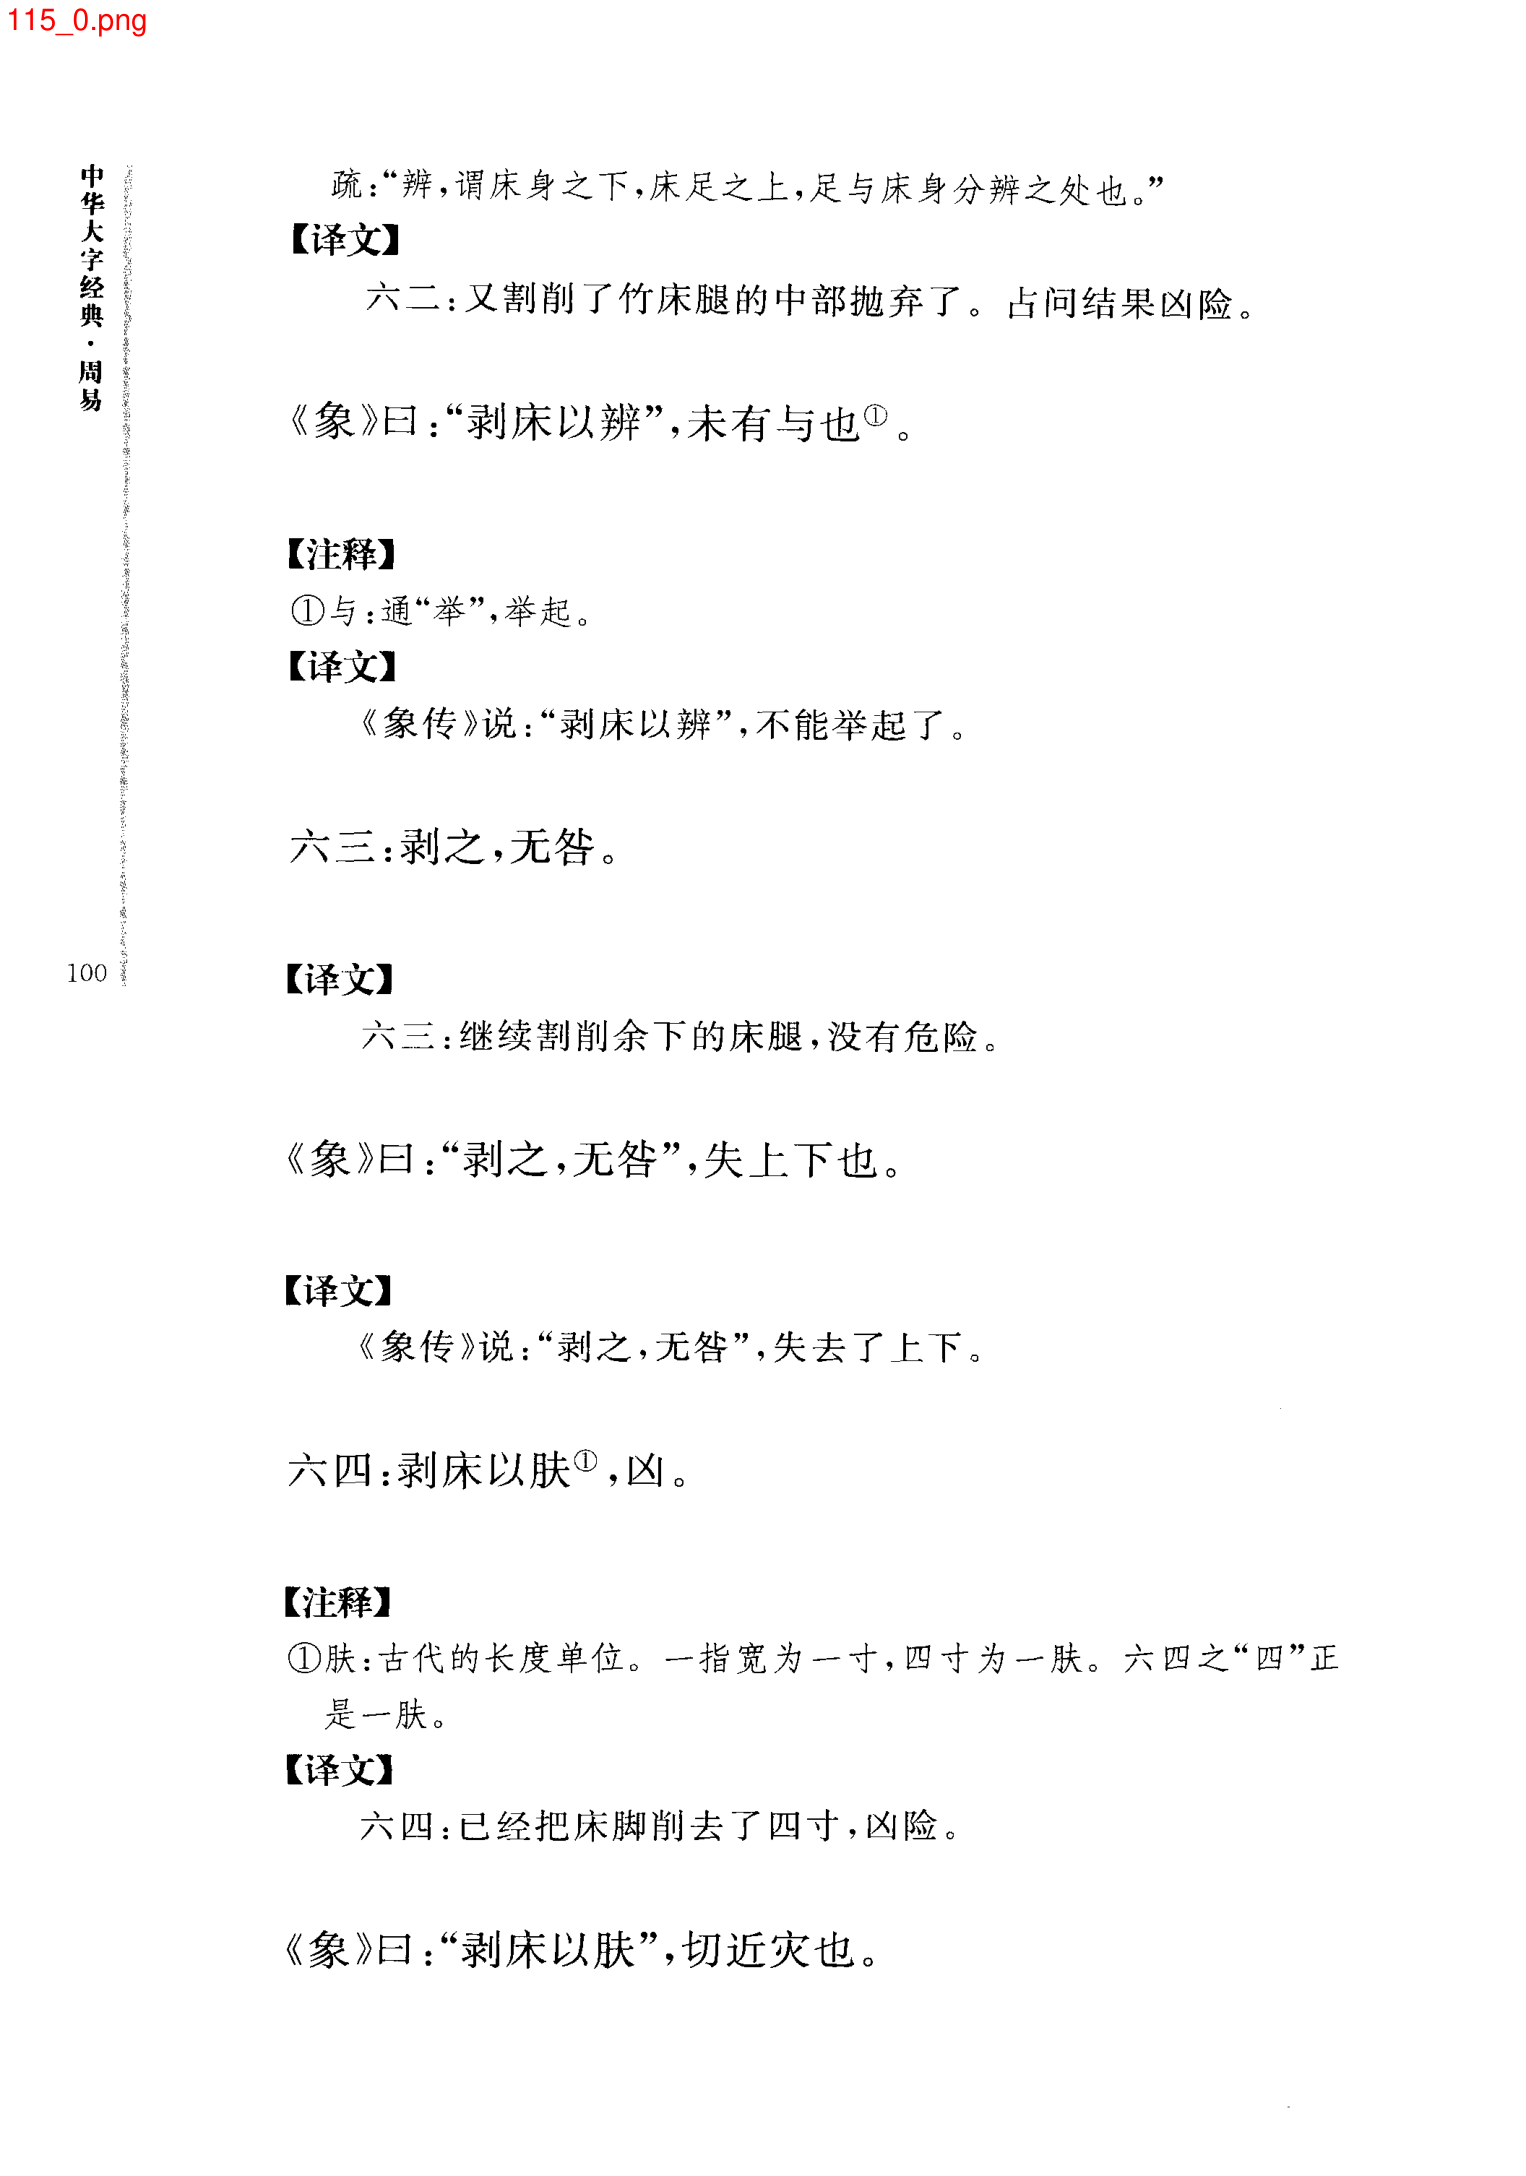 115_0.png
中华大字经典·周易
100
疏:“辨,谓床身之下,床足之上,足与床身分辨之处也。”
【译文】
六二:又割削了竹床腿的中部抛弃了。占问结果凶险。
《象》曰:“剥床以辨”,未有与也①。
【注释】
①与:通“举”,举起。
【译文】
《象传》说:“剥床以辨”,不能举起了。
六三:剥之,无咎。
【译文】
六三:继续割削余下的床腿,没有危险。
《象》曰:“剥之,无咎”,失上下也。
【译文】
《象传》说:“剥之,无咎”,失去了上下。
六四:剥床以肤①,凶。
【注释】
①肤:古代的长度单位。一指宽为一寸,四寸为一肤。六四之“四”正
是一肤。
【译文】
六四:已经把床脚削去了四寸,凶险。
《象》曰:“剥床以肤”,切近灾也。